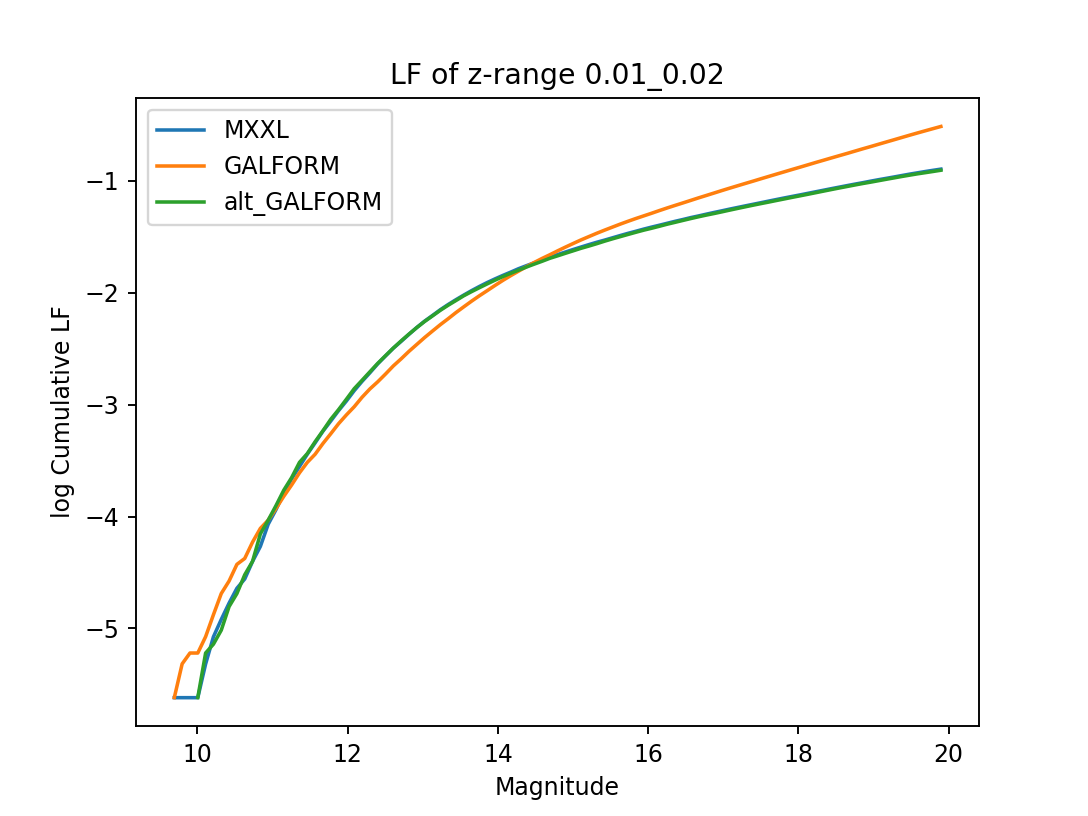 LF of z-range 0.01_0.02
MXXL
GALFORM
alt_GALFORM
log Cumulative LF
−1
−2
−3
−4
−5
10 12 14 16 18 20
Magnitude